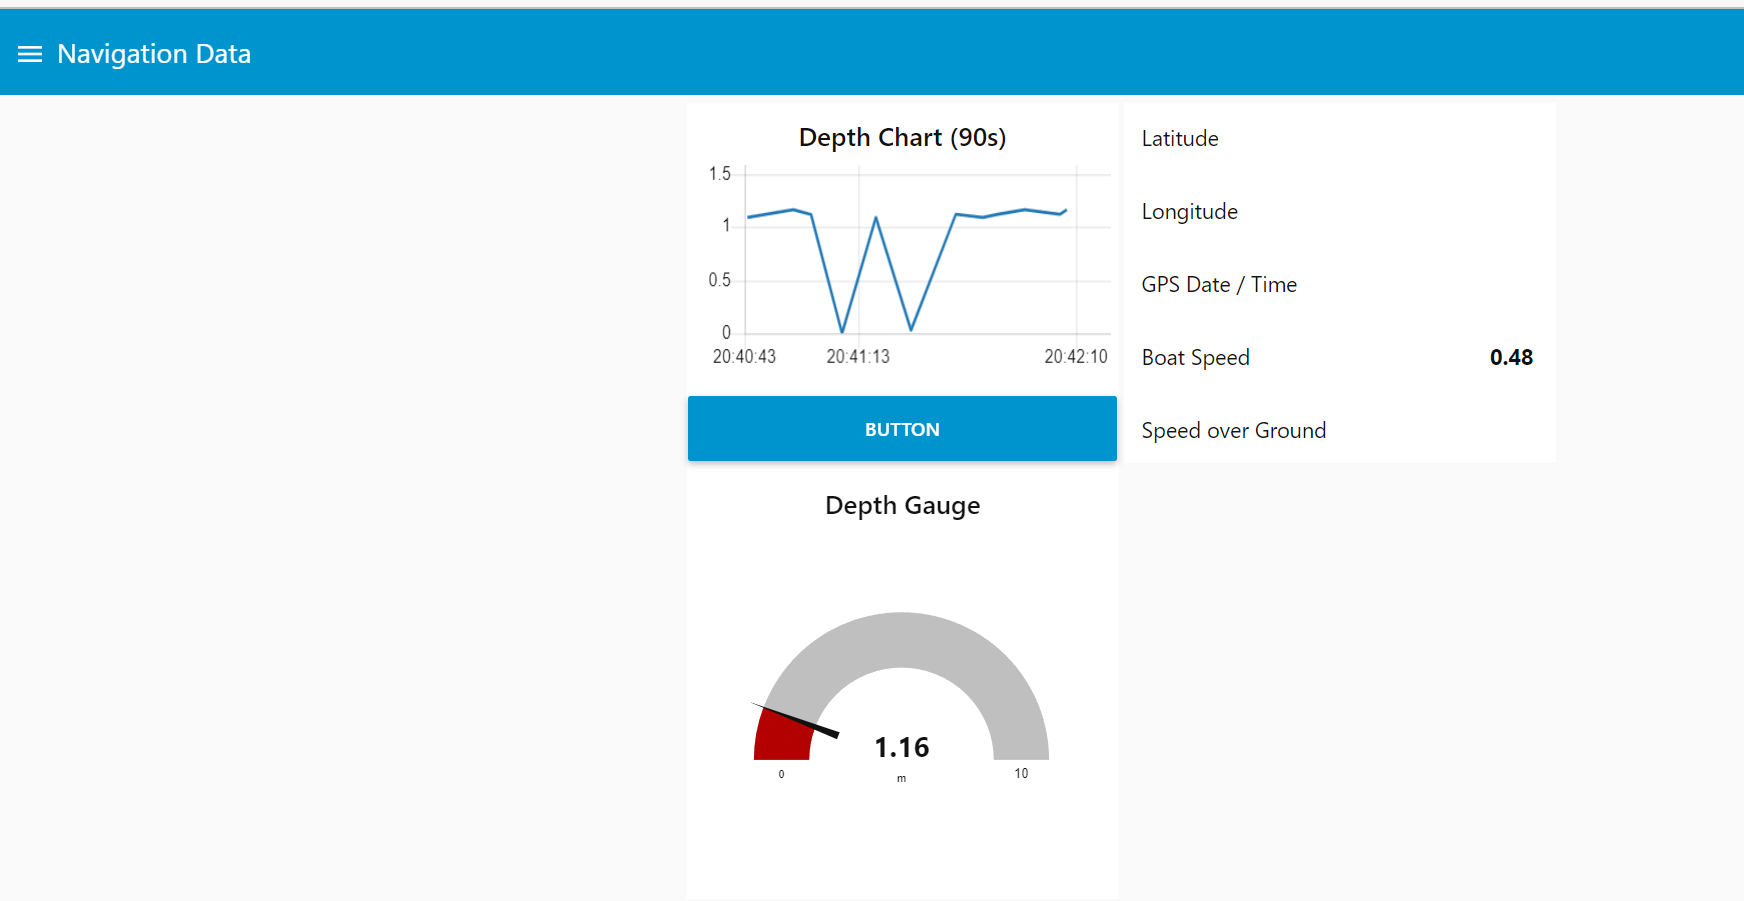 Navigation Data
Depth Chart (90s)
1.5
1
0.5
0
20:40:43 20:41:13 20:42:10
BUTTON
Depth Gauge
1.16
m
0 10
Latitude
Longitude
GPS Date / Time
Boat Speed 0.48
Speed over Ground